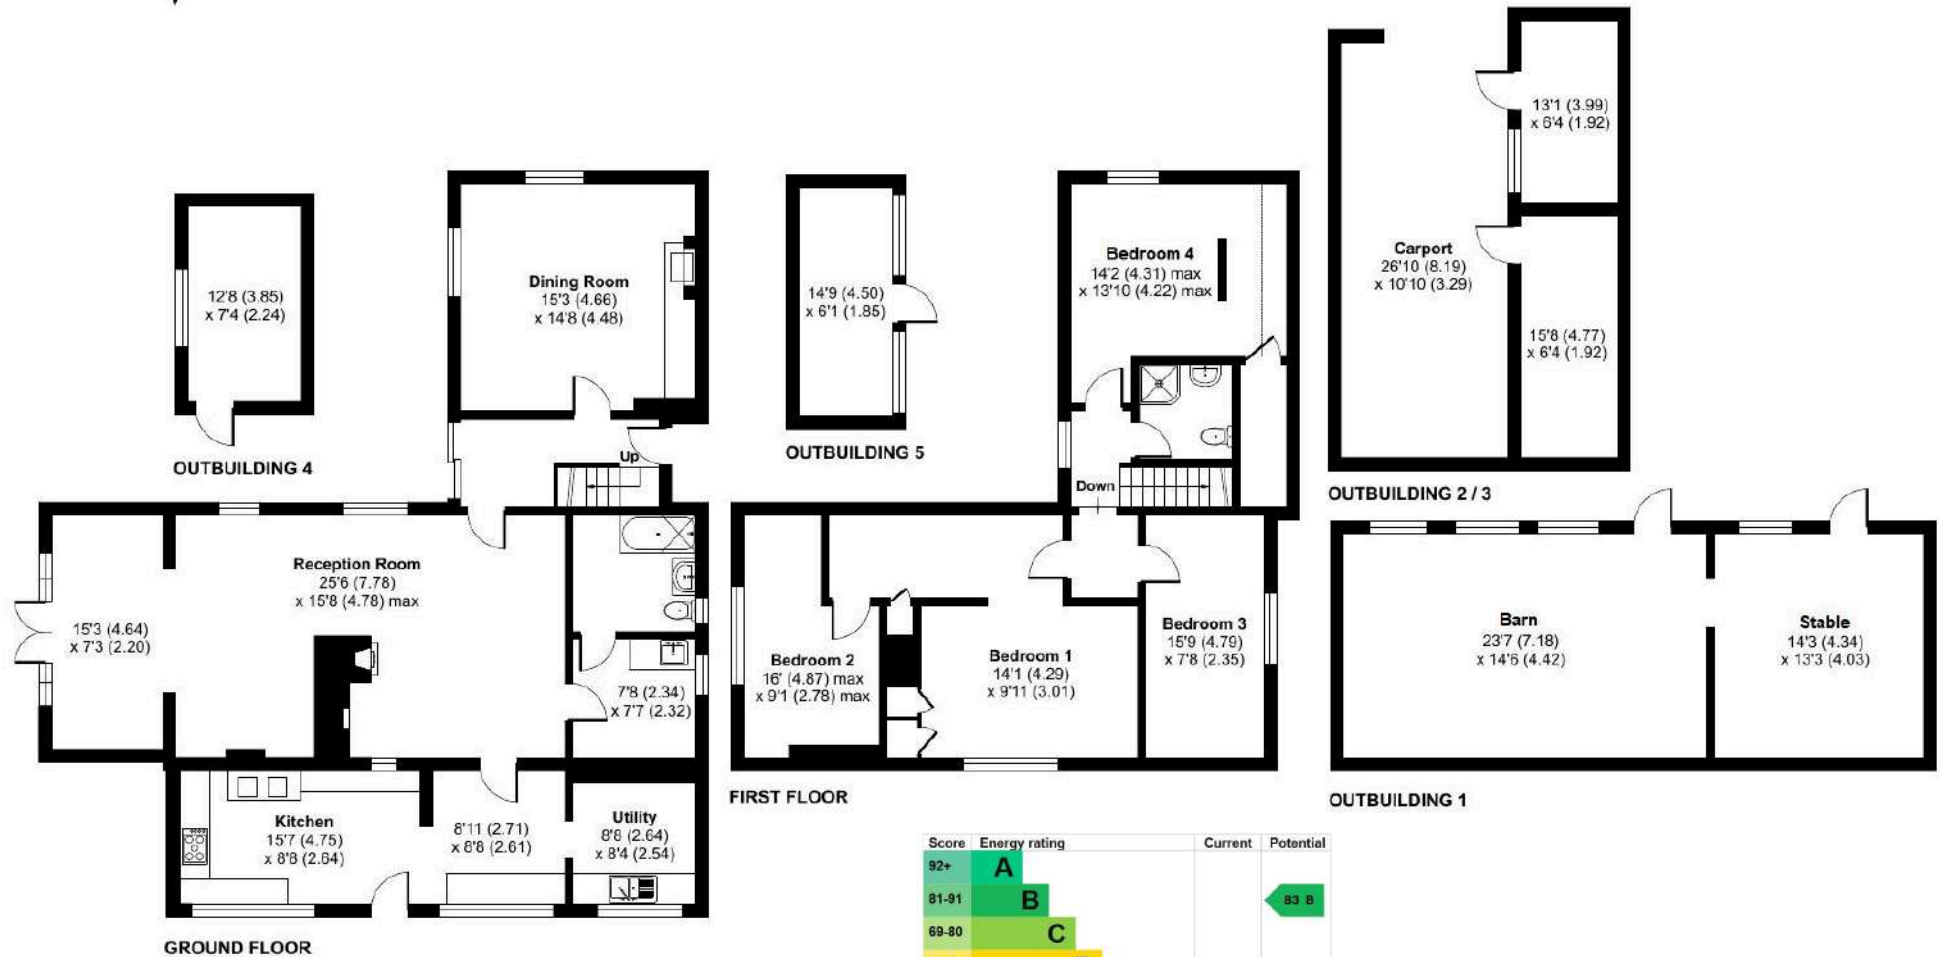 12'8 (3.85)
x 7'4 (2.24)
OUTBUILDING 4
Dining Room
15'3 (4.66)
x 14'8 (4.48)
Up
14'9 (4.50)
x 6'1 (1.85)
OUTBUILDING 5
Bedroom 4
14'2 (4.31) max
x 13'10 (4.22) max
Down
13'1 (3.99)
x 6'4 (1.92)
Carport
26'10 (8.19)
x 10'10 (3.29)
15'8 (4.77)
x 6'4 (1.92)
OUTBUILDING 2 / 3
Reception Room
25'6 (7.78)
x 15'8 (4.78) max
15'3 (4.64)
x 7'3 (2.20)
7'8 (2.34)
x 7'7 (2.32)
Kitchen
15'7 (4.75)
x 8'8 (2.64)
8'11 (2.71)
x 8'8 (2.61)
Utility
8'8 (2.64)
x 8'4 (2.54)
GROUND FLOOR
Bedroom 2
16' (4.87) max
x 9'1 (2.78) max
Bedroom 1
14'1 (4.29)
x 9'11 (3.01)
Bedroom 3
15'9 (4.79)
x 7'8 (2.35)
FIRST FLOOR
Barn
23'7 (7.18)
x 14'6 (4.42)
Stable
14'3 (4.34)
x 13'3 (4.03)
OUTBUILDING 1
Score Energy rating Current Potential
92+ A
81-91 B 83 B
69-80 C